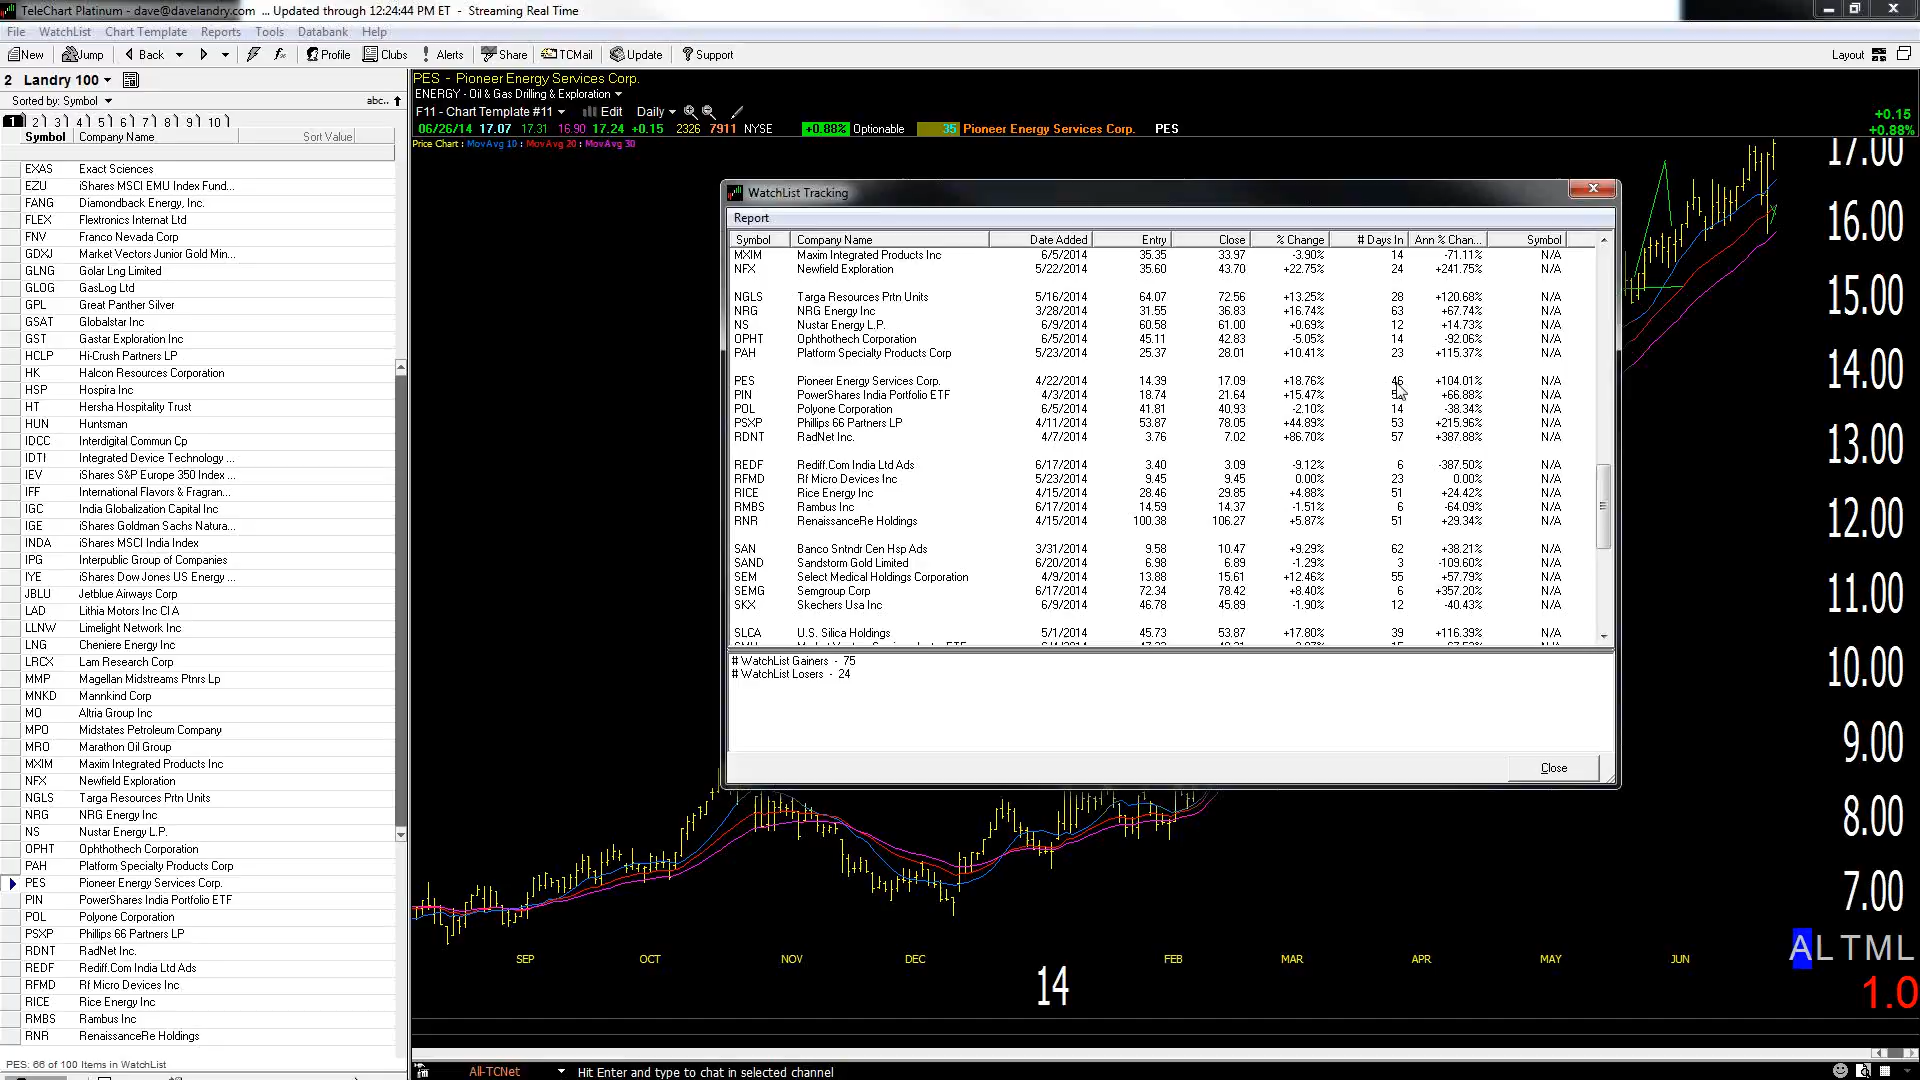 TeleChart Platinum - dave@davelandry.com ... Updated through 12:24:44 PM ET - Streaming Real Time
File WatchList Chart Template Reports Tools Databank Help
New Jump Back Profile Clubs Alerts Share TCMail Update Support Layout
2 Landry 100
Sorted by: Symbol abc..
1 2 3 4 5 6 7 8 9 10
Symbol Company Name Sort Value
EXAS Exact Sciences
EZU iShares MSCI EMU Index Fund...
FANG Diamondback Energy, Inc.
FLEX Flextronics Internat Ltd
FNV Franco Nevada Corp
GDXJ Market Vectors Junior Gold Min...
GLNG Golar Lng Limited
GLOG GasLog Ltd
GPL Great Panther Silver
GSAT Globalstar Inc
GST Gastar Exploration Inc
HCLP Hi-Crush Partners LP
HK Halcon Resources Corporation
HSP Hospira Inc
HT Hersha Hospitality Trust
HUN Huntsman
IDCC Interdigital Commun Cp
IDTI Integrated Device Technology ...
IEV iShares S&P Europe 350 Index ...
IFF International Flavors & Fragran...
IGC India Globalization Capital Inc
IGE iShares Goldman Sachs Natura...
INDA iShares MSCI India Index
IPG Interpublic Group of Companies
IYE iShares Dow Jones US Energy ...
JBLU Jetblue Airways Corp
LAD Lithia Motors Inc Cl A
LLNW Limelight Network Inc
LNG Cheniere Energy Inc
LRCX Lam Research Corp
MMP Magellan Midstreams Ptnrs Lp
MNKD Mannkind Corp
MO Altria Group Inc
MPO Midstates Petroleum Company
MRO Marathon Oil Group
MXIM Maxim Integrated Products Inc
NFX Newfield Exploration
NGLS Targa Resources Prtn Units
NRG NRG Energy Inc
NS Nustar Energy L.P.
OPHT Ophthotech Corporation
PAH Platform Specialty Products Corp
PES Pioneer Energy Services Corp.
PIN PowerShares India Portfolio ETF
POL Polyone Corporation
PSXP Phillips 66 Partners LP
RDNT RadNet Inc.
REDF Rediff.Com India Ltd Ads
RFMD Rf Micro Devices Inc
RICE Rice Energy Inc
RMBS Rambus Inc
RNR RenaissanceRe Holdings
PES: 66 of 100 Items in WatchList
PES - Pioneer Energy Services Corp.
ENERGY - Oil & Gas Drilling & Exploration
F11 - Chart Template #11 Edit Daily
06/26/14 17.07 17.31 16.90 17.24 +0.15 2326 7911 NYSE +0.88% Optionable 35 Pioneer Energy Services Corp. PES
Price Chart : MovAvg 10 : MovAvg 20 : MovAvg 30
+0.15
+0.88%
WatchList Tracking
Report
Symbol Company Name Date Added Entry Close % Change # Days In Ann % Chan... Symbol
MXIM Maxim Integrated Products Inc 6/5/2014 35.35 33.97 -3.90% 14 -71.11% N/A
NFX Newfield Exploration 5/22/2014 35.60 43.70 +22.75% 24 +241.75% N/A
NGLS Targa Resources Prtn Units 5/16/2014 64.07 72.56 +13.25% 28 +120.68% N/A
NRG NRG Energy Inc 3/28/2014 31.55 36.83 +16.74% 63 +67.74% N/A
NS Nustar Energy L.P. 6/9/2014 60.58 61.00 +0.69% 12 +14.73% N/A
OPHT Ophthotech Corporation 6/5/2014 45.11 42.83 -5.05% 14 -92.06% N/A
PAH Platform Specialty Products Corp 5/23/2014 25.37 28.01 +10.41% 23 +115.37% N/A
PES Pioneer Energy Services Corp. 4/22/2014 14.39 17.09 +18.76% 46 +104.01% N/A
PIN PowerShares India Portfolio ETF 4/3/2014 18.74 21.64 +15.47% +66.88% N/A
POL Polyone Corporation 6/5/2014 41.81 40.93 -2.10% 14 -38.34% N/A
PSXP Phillips 66 Partners LP 4/11/2014 53.87 78.05 +44.89% 53 +215.96% N/A
RDNT RadNet Inc. 4/7/2014 3.76 7.02 +86.70% 57 +387.88% N/A
REDF Rediff.Com India Ltd Ads 6/17/2014 3.40 3.09 -9.12% 6 -387.50% N/A
RFMD Rf Micro Devices Inc 5/23/2014 9.45 9.45 0.00% 23 0.00% N/A
RICE Rice Energy Inc 4/15/2014 28.46 29.85 +4.88% 51 +24.42% N/A
RMBS Rambus Inc 6/17/2014 14.59 14.37 -1.51% 6 -64.09% N/A
RNR RenaissanceRe Holdings 4/15/2014 100.38 106.27 +5.87% 51 +29.34% N/A
SAN Banco Sntndr Cen Hsp Ads 3/31/2014 9.58 10.47 +9.29% 62 +38.21% N/A
SAND Sandstorm Gold Limited 6/20/2014 6.98 6.89 -1.29% 3 -109.60% N/A
SEM Select Medical Holdings Corporation 4/9/2014 13.88 15.61 +12.46% 55 +57.79% N/A
SEMG Semgroup Corp 6/17/2014 72.34 78.42 +8.40% 6 +357.20% N/A
SKX Skechers Usa Inc 6/9/2014 46.78 45.89 -1.90% 12 -40.43% N/A
SLCA U.S. Silica Holdings 5/1/2014 45.73 53.87 +17.80% 39 +116.39% N/A
# WatchList Gainers - 75
# WatchList Losers - 24
Close
17.00
16.00
15.00
14.00
13.00
12.00
11.00
10.00
9.00
8.00
7.00
SEP OCT NOV DEC 14 FEB MAR APR MAY JUN
ALTML
1.0
All-TCNet Hit Enter and type to chat in selected channel